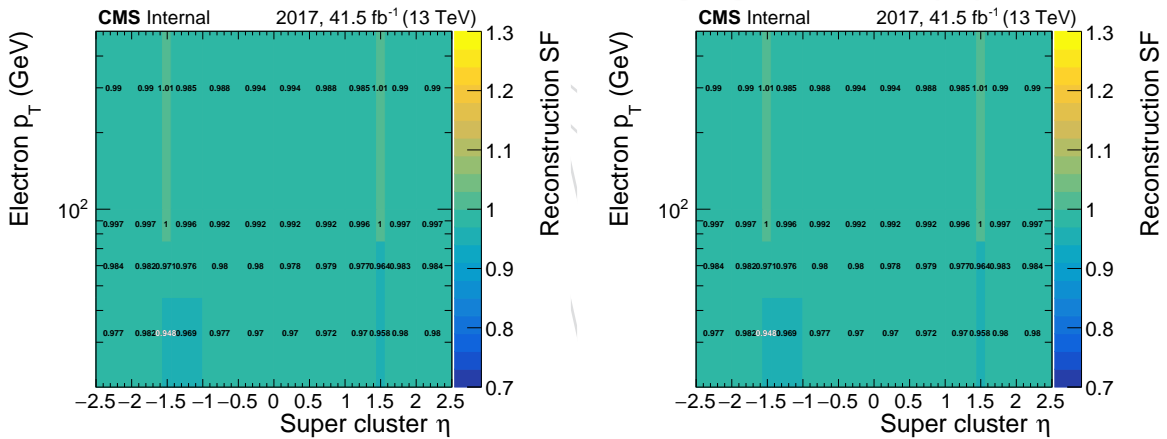 CMS Internal 2017, 41.5 fb⁻¹ (13 TeV)
Electron p_T (GeV)
10²
0.99 0.99 1.01 0.985 0.988 0.994 0.994 0.988 0.985 1.01 0.99 0.99
0.997 0.997 1 0.996 0.992 0.992 0.992 0.992 0.996 1 0.997 0.997
0.984 0.982 0.971 0.976 0.98 0.98 0.978 0.979 0.977 0.964 0.983 0.984
0.977 0.982 0.948 0.969 0.977 0.97 0.97 0.972 0.97 0.958 0.98 0.98
−2.5 −2 −1.5 −1 −0.5 0 0.5 1 1.5 2 2.5
Super cluster η
1.3
1.2
1.1
1
0.9
0.8
0.7
Reconstruction SF
CMS Internal 2017, 41.5 fb⁻¹ (13 TeV)
Electron p_T (GeV)
10²
0.99 0.99 1.01 0.985 0.988 0.994 0.994 0.988 0.985 1.01 0.99 0.99
0.997 0.997 1 0.996 0.992 0.992 0.992 0.992 0.996 1 0.997 0.997
0.984 0.982 0.971 0.976 0.98 0.98 0.978 0.979 0.977 0.964 0.983 0.984
0.977 0.982 0.948 0.969 0.977 0.97 0.97 0.972 0.97 0.958 0.98 0.98
−2.5 −2 −1.5 −1 −0.5 0 0.5 1 1.5 2 2.5
Super cluster η
1.3
1.2
1.1
1
0.9
0.8
0.7
Reconstruction SF